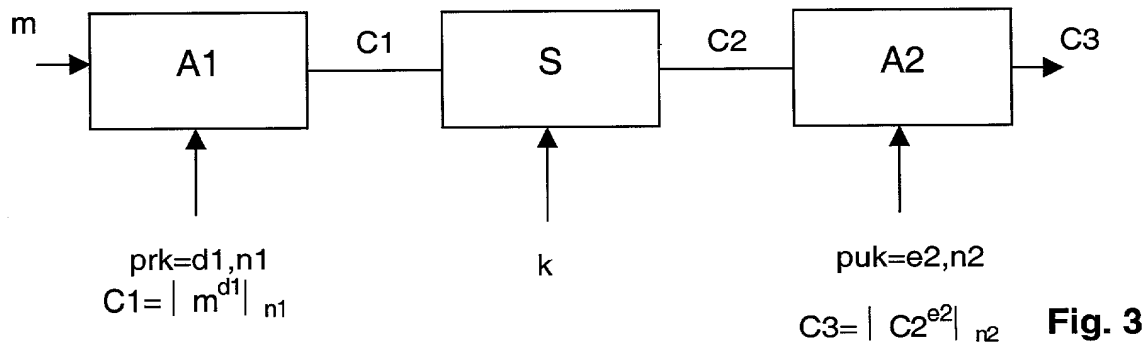 m
A1
C1
S
C2
A2
C3
prk=d1,n1
C1= | m^d1 | n1
k
puk=e2,n2
C3= | C2^e2 | n2
Fig. 3